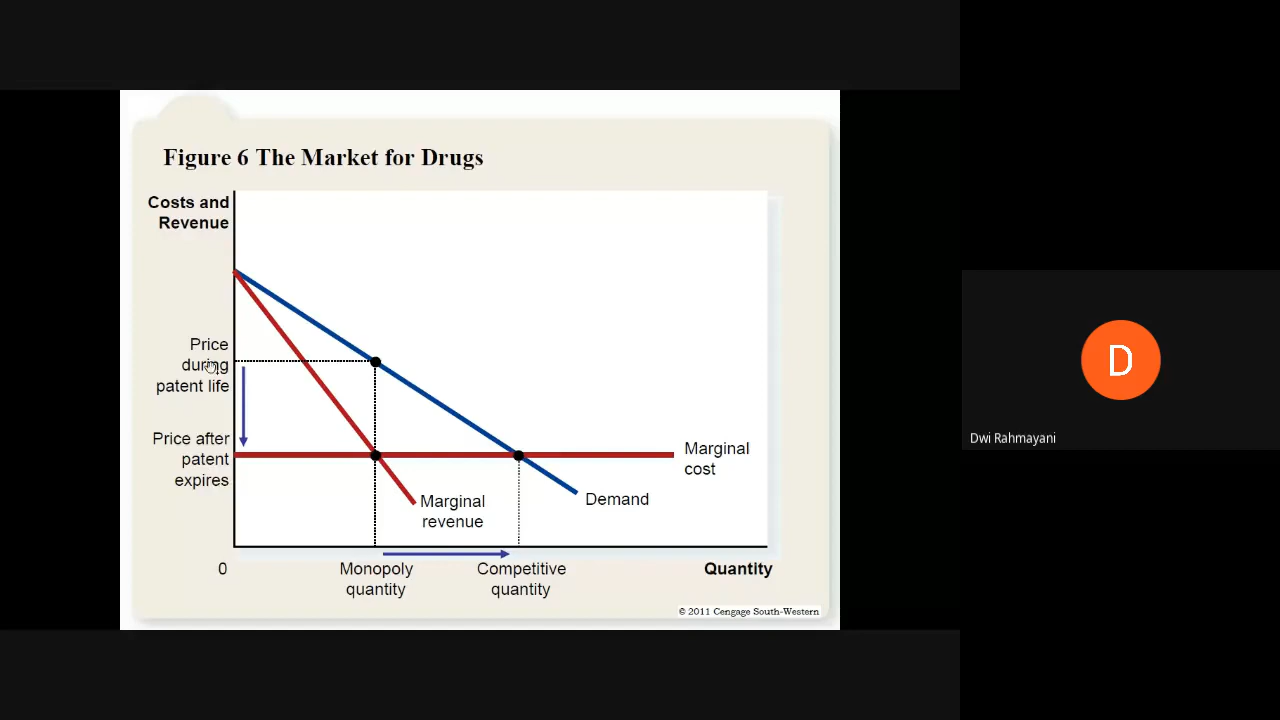 Figure 6 The Market for Drugs
Costs and
Revenue
Price
during
patent life
Price after
patent
expires
Marginal
cost
Marginal
revenue
Demand
0
Monopoly
quantity
Competitive
quantity
Quantity
© 2011 Cengage South-Western
D
Dwi Rahmayani